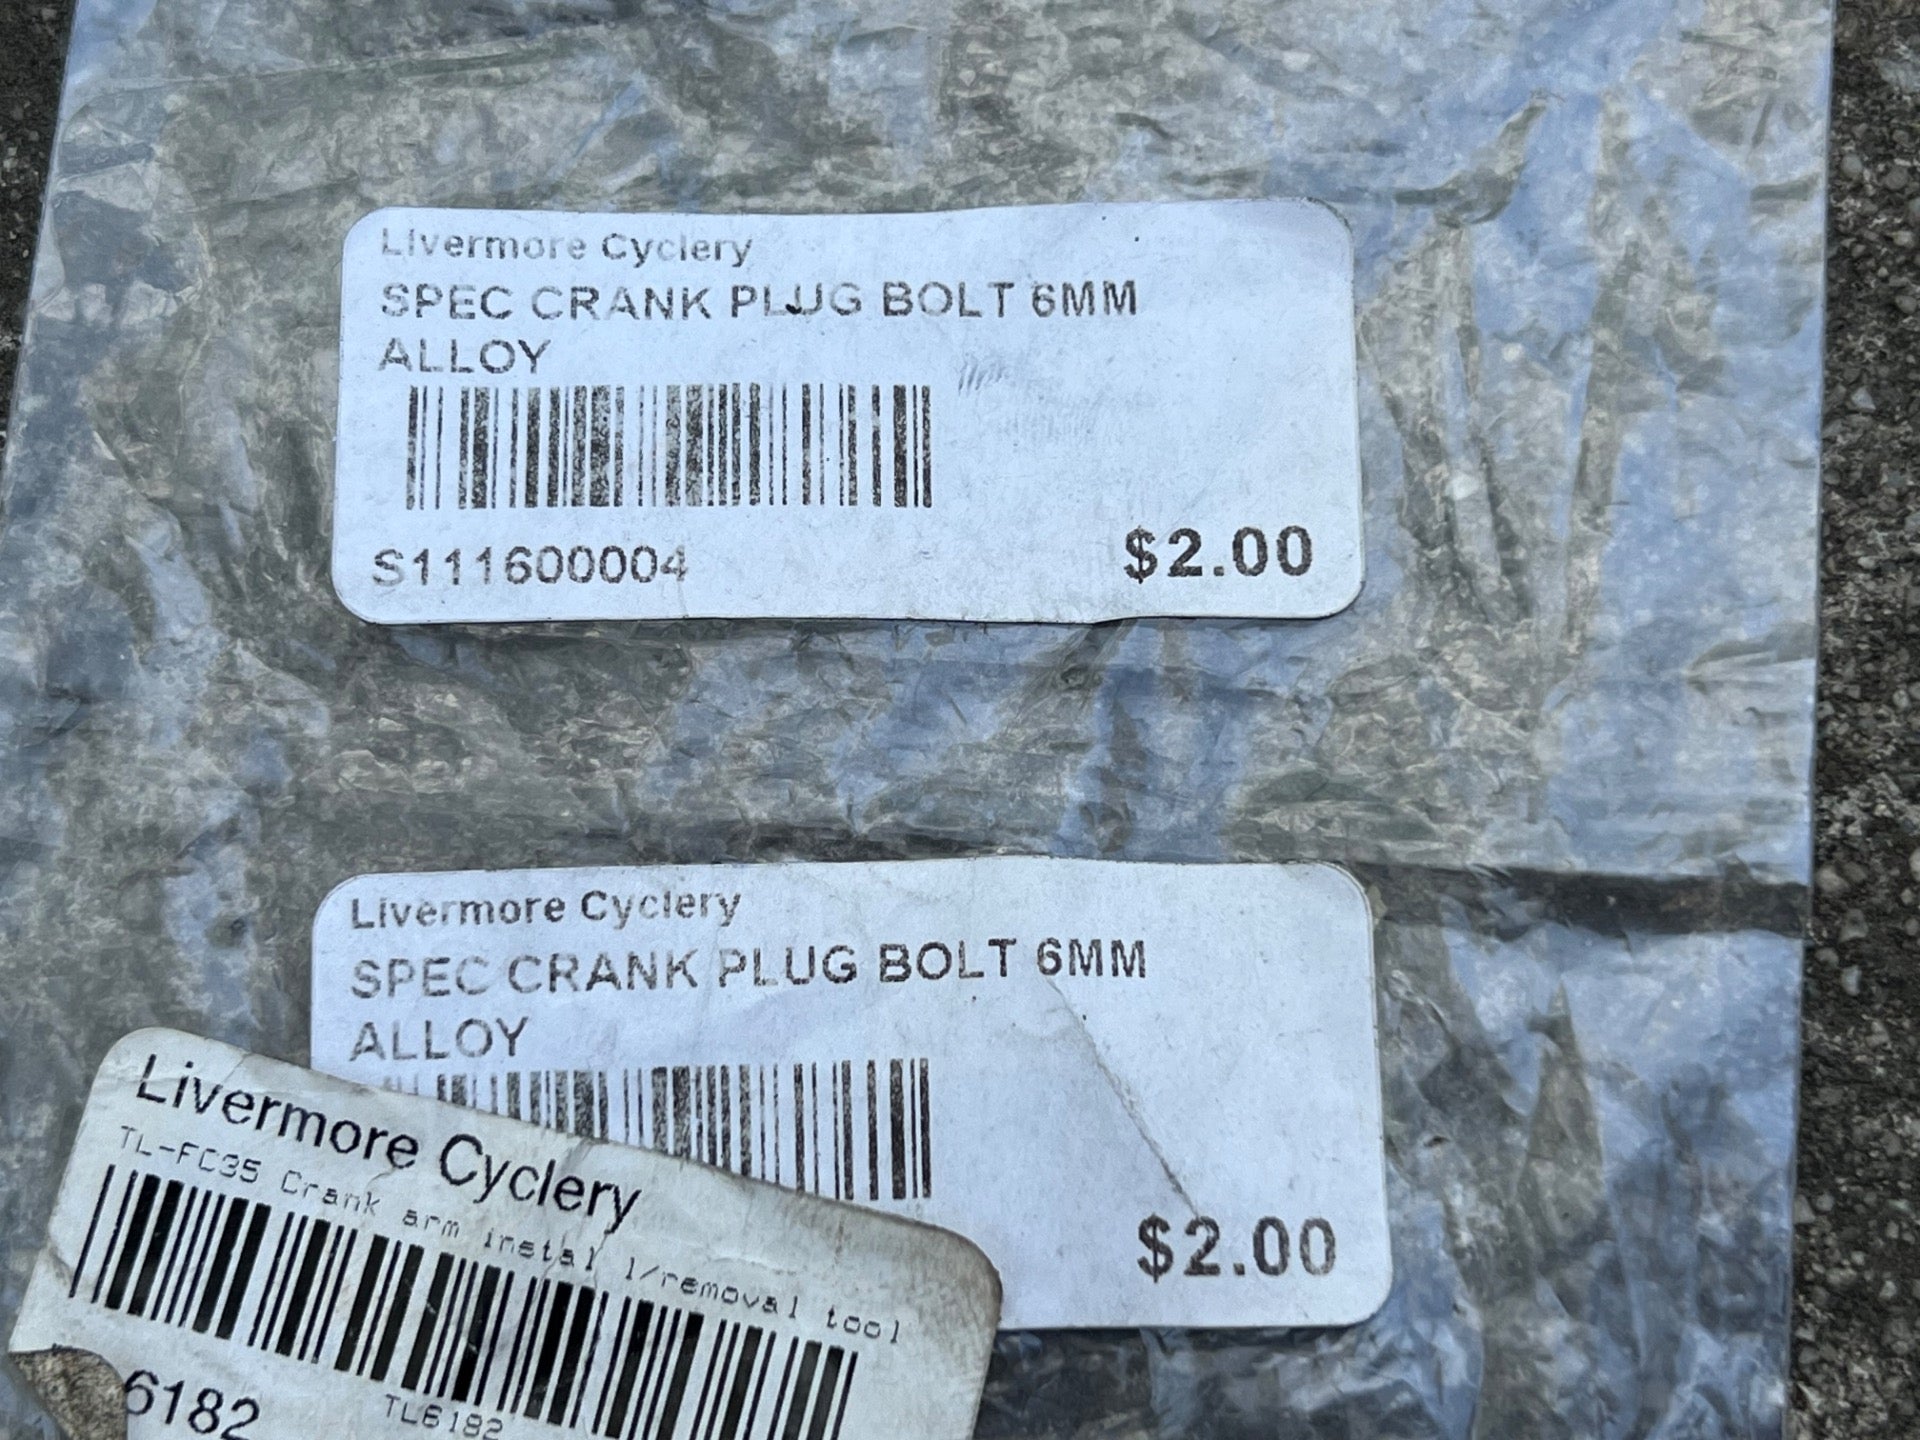 Livermore Cyclery
SPEC CRANK PLUG BOLT 6MM
ALLOY
S111600004
$2.00
Livermore Cyclery
SPEC CRANK PLUG BOLT 6MM
ALLOY
$2.00
Livermore Cyclery
TL-FC35 Crank arm install/removal tool
6182
TL6182